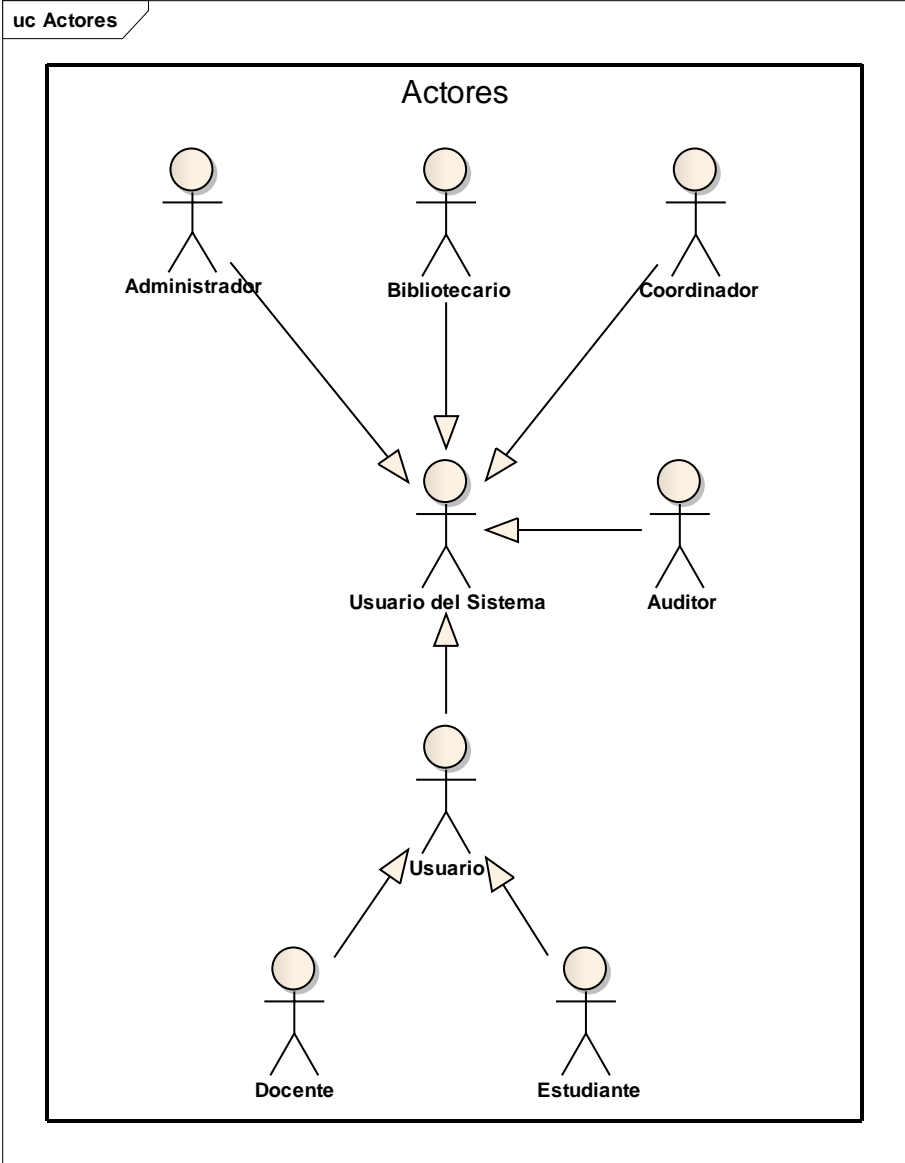 uc Actores
Actores
Administrador
Bibliotecario
Coordinador
Usuario del Sistema
Auditor
Usuario
Docente
Estudiante